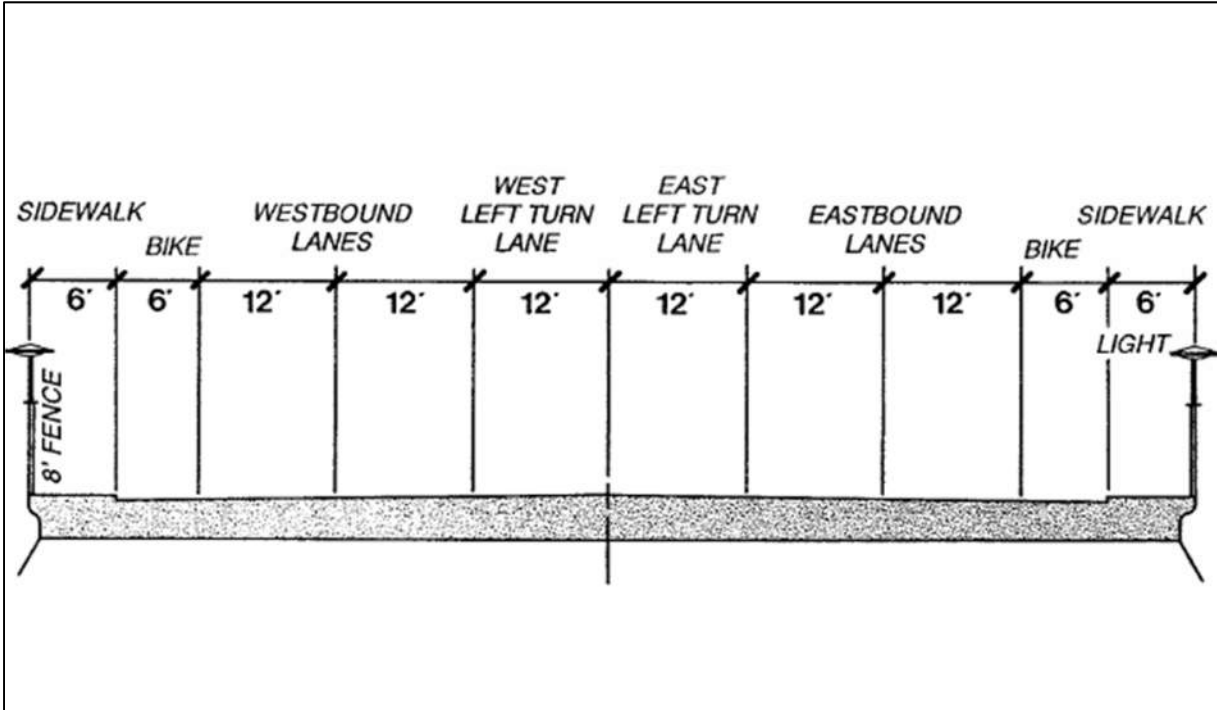 WEST
EAST
SIDEWALK
WESTBOUND
LANES
LEFT TURN
LANE
LEFT TURN
LANE
EASTBOUND
LANES
SIDEWALK
BIKE
BIKE
6' 6' 12' 12' 12' 12' 12' 12' 6' 6'
LIGHT
8' FENCE